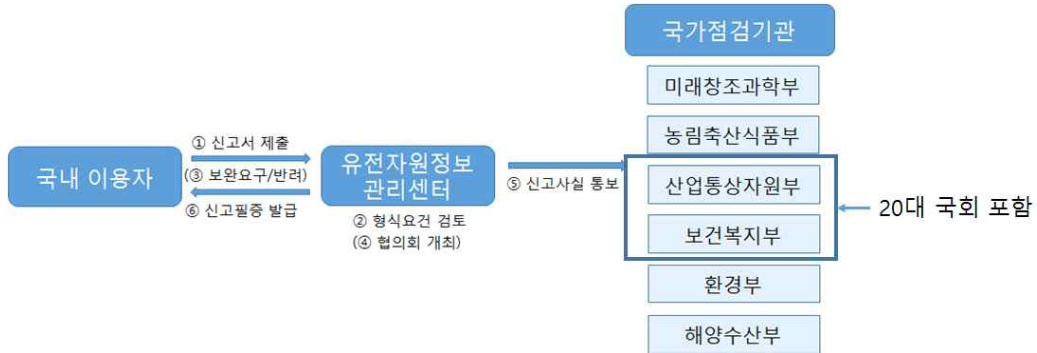 국내 이용자
① 신고서 제출
(③ 보완요구/반려)
⑥ 신고필증 발급
유전자원정보
관리센터
② 형식요건 검토
(④ 협의회 개최)
⑤ 신고사실 통보
국가점검기관
미래창조과학부
농림축산식품부
산업통상자원부
보건복지부
환경부
해양수산부
20대 국회 포함